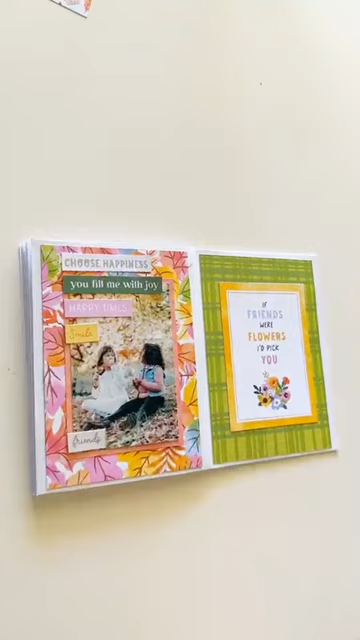 CHOOSE HAPPINESS
you fill me with joy
HAPPY TIMES
Smile
friends
IF
FRIENDS
WERE
FLOWERS
I'D PICK
YOU